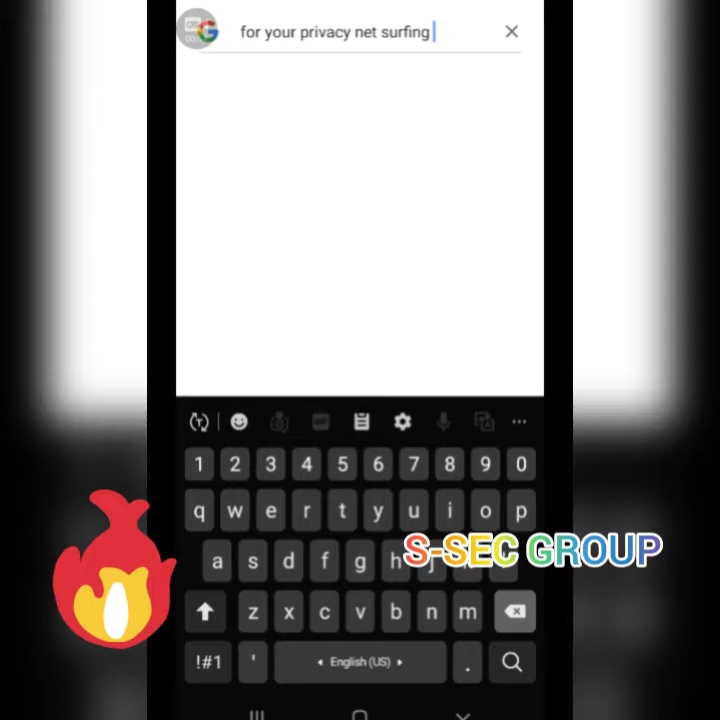 for your privacy net surfing
1 2 3 4 5 6 7 8 9 0
q w e r t y u i o p
a s d f g h j
S-SEC GROUP
z x c v b n m
!#1 ' English (US) .